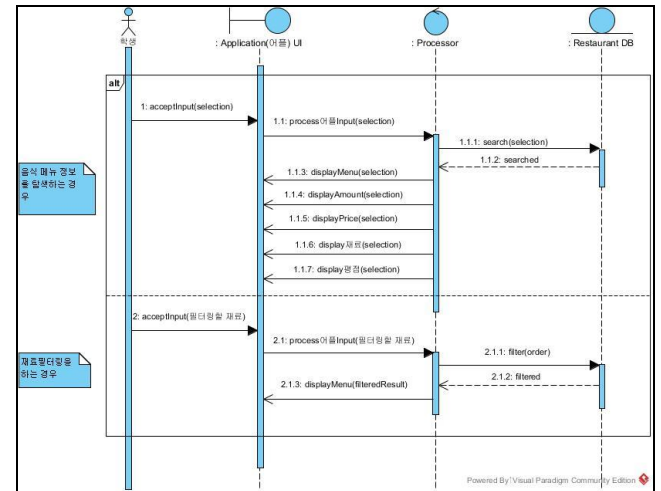 학생
: Application(어플) UI
: Processor
: Restaurant DB
alt
1: acceptInput(selection)
1.1: process어플Input(selection)
1.1.1: search(selection)
1.1.2: searched
음식 메뉴 정보
를 탐색하는 경
우
1.1.3: displayMenu(selection)
1.1.4: displayAmount(selection)
1.1.5: displayPrice(selection)
1.1.6: display재료(selection)
1.1.7: display평점(selection)
2: acceptInput(필터링할 재료)
2.1: process어플Input(필터링할 재료)
2.1.1: filter(order)
재료필터링을
하는 경우
2.1.2: filtered
2.1.3: displayMenu(filteredResult)
Powered By Visual Paradigm Community Edition